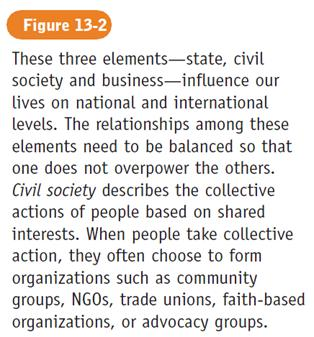 Figure 13-2
These three elements—state, civil
society and business—influence our
lives on national and international
levels. The relationships among these
elements need to be balanced so that
one does not overpower the others.
Civil society describes the collective
actions of people based on shared
interests. When people take collective
action, they often choose to form
organizations such as community
groups, NGOs, trade unions, faith-based
organizations, or advocacy groups.